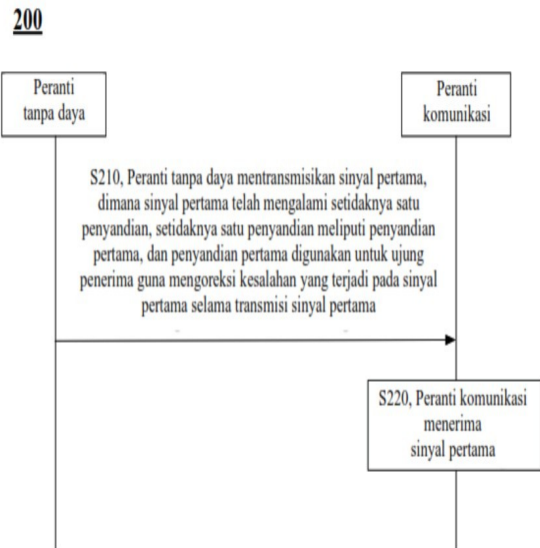 200
Peranti
tanpa daya
Peranti
komunikasi
S210, Peranti tanpa daya mentransmisikan sinyal pertama,
dimana sinyal pertama telah mengalami setidaknya satu
penyandian, setidaknya satu penyandian meliputi penyandian
pertama, dan penyandian pertama digunakan untuk ujung
penerima guna mengoreksi kesalahan yang terjadi pada sinyal
pertama selama transmisi sinyal pertama
S220, Peranti komunikasi
menerima
sinyal pertama